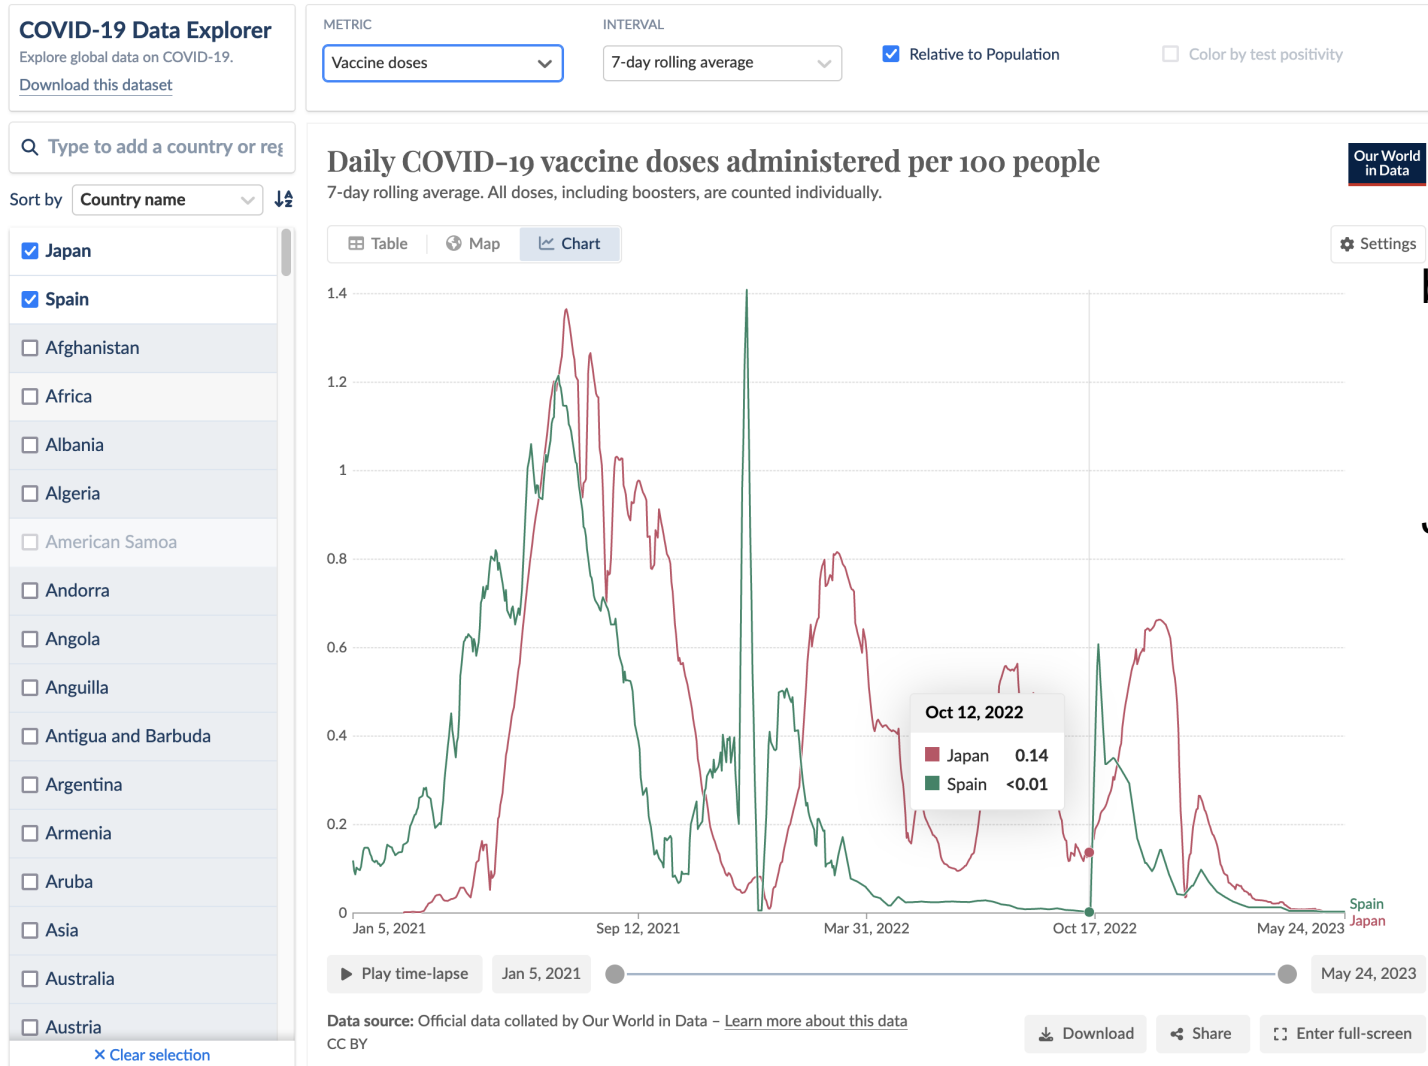 COVID-19 Data Explorer
Explore global data on COVID-19.
Download this dataset
METRIC
Vaccine doses
INTERVAL
7-day rolling average
Relative to Population
Color by test positivity
Type to add a country or reg
Sort by
Country name
Japan
Spain
Afghanistan
Africa
Albania
Algeria
American Samoa
Andorra
Angola
Anguilla
Antigua and Barbuda
Argentina
Armenia
Aruba
Asia
Australia
Austria
× Clear selection
Daily COVID-19 vaccine doses administered per 100 people
7-day rolling average. All doses, including boosters, are counted individually.
Our World
in Data
Table
Map
Chart
Settings
1.4
1.2
1
0.8
0.6
0.4
0.2
0
Oct 12, 2022
Japan 0.14
Spain <0.01
Spain
Japan
Jan 5, 2021
Sep 12, 2021
Mar 31, 2022
Oct 17, 2022
May 24, 2023
Play time-lapse
Jan 5, 2021
May 24, 2023
Data source: Official data collated by Our World in Data – Learn more about this data
CC BY
Download
Share
Enter full-screen